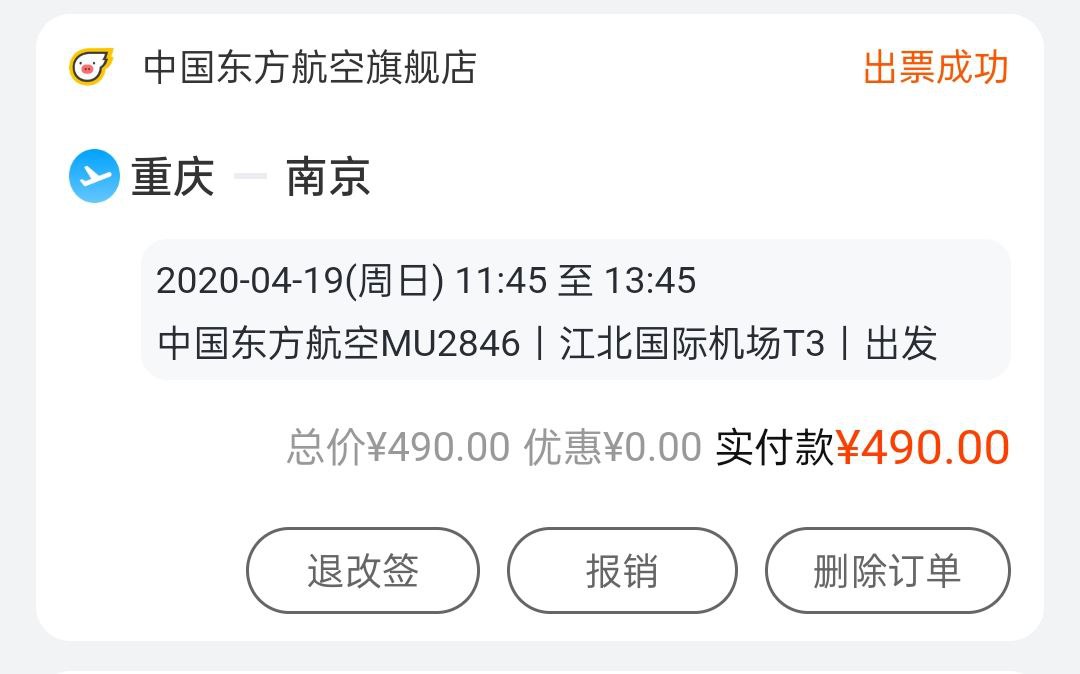 中国东方航空旗舰店 出票成功
重庆 — 南京
2020-04-19(周日) 11:45 至 13:45
中国东方航空MU2846丨江北国际机场T3丨出发
总价¥490.00 优惠¥0.00 实付款¥490.00
退改签 报销 删除订单